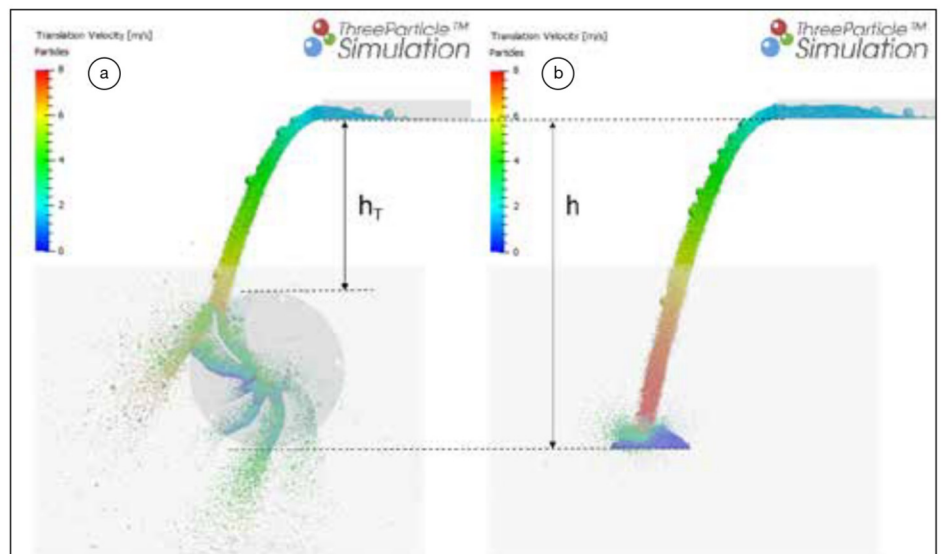 Translation Velocity [m/s]
Particles
8
6
4
2
0
a
ThreeParticle™
Simulation
hT
Translation Velocity [m/s]
Particles
8
6
4
2
0
b
ThreeParticle™
Simulation
h